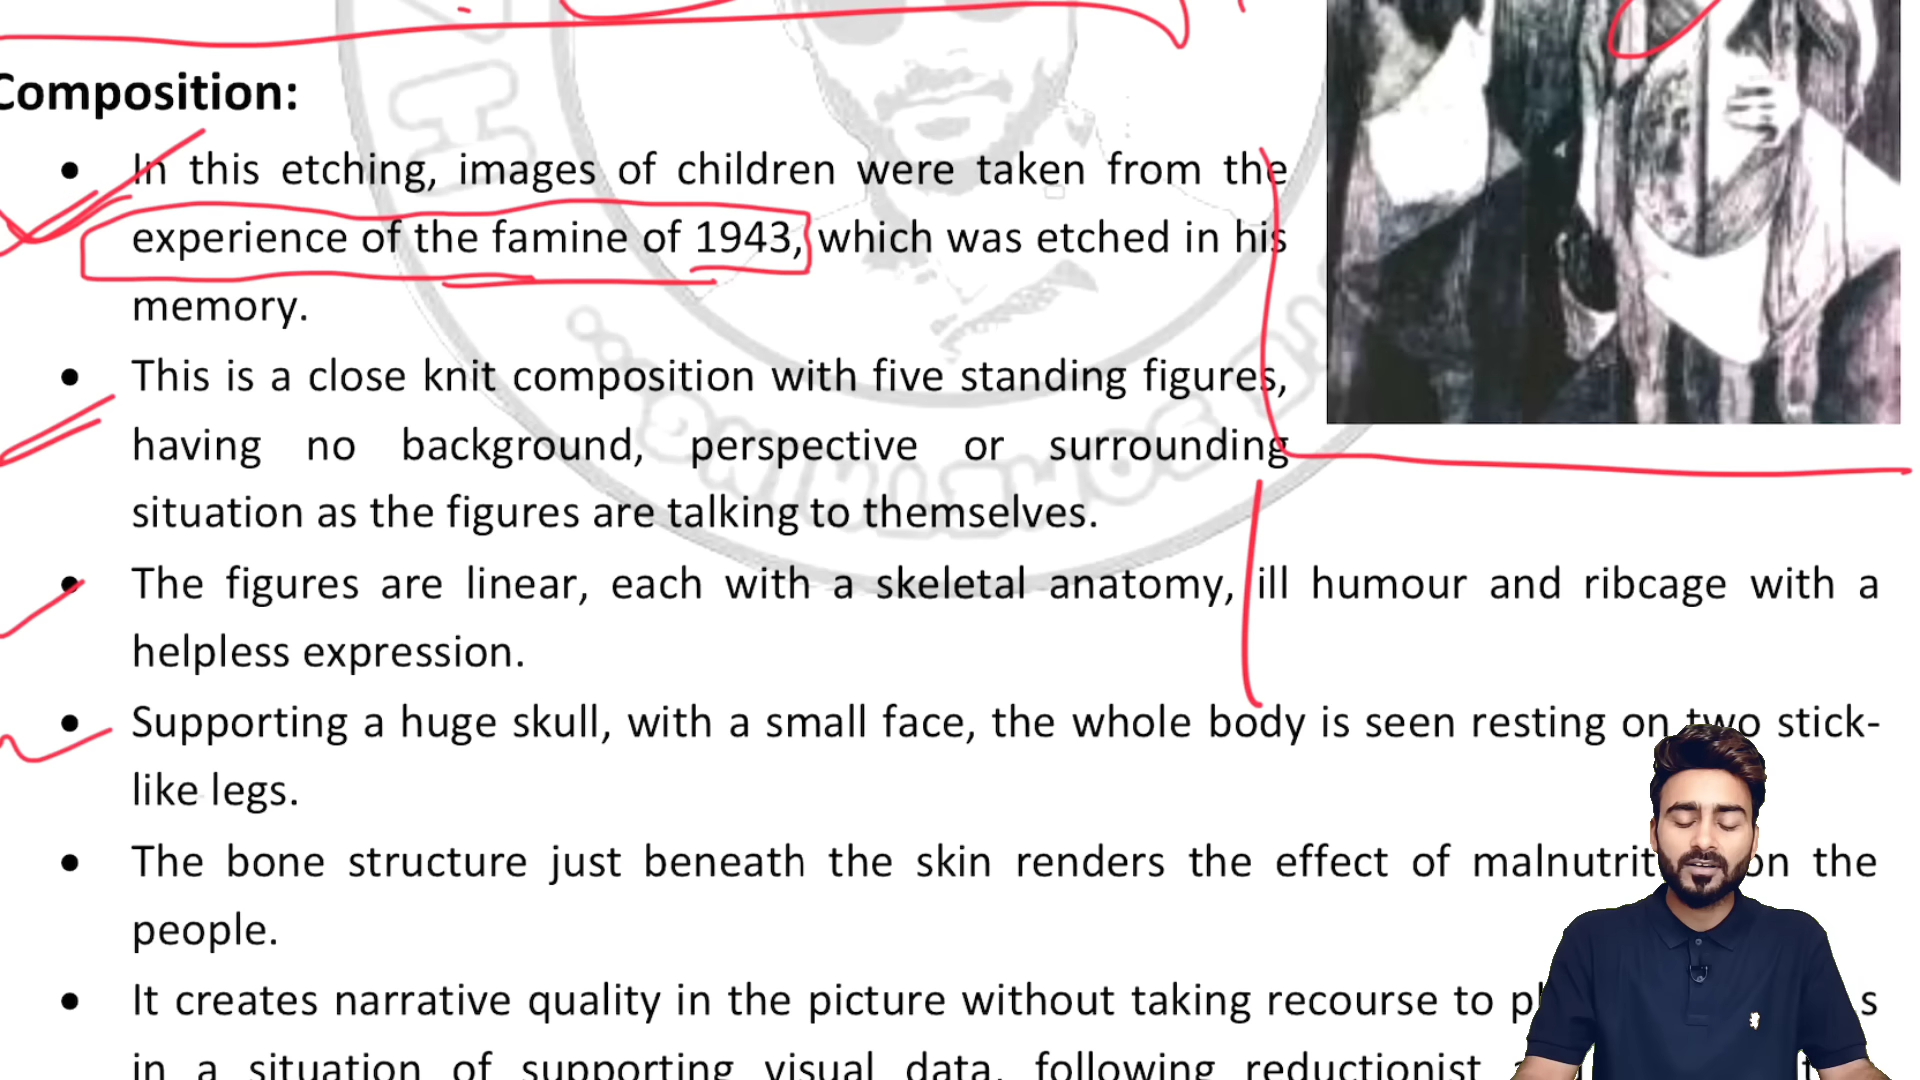 Composition:
• In this etching, images of children were taken from the
experience of the famine of 1943, which was etched in his
memory.
• This is a close knit composition with five standing figures,
having no background, perspective or surrounding
situation as the figures are talking to themselves.
• The figures are linear, each with a skeletal anatomy, ill humour and ribcage with a
helpless expression.
• Supporting a huge skull, with a small face, the whole body is seen resting on two stick-
like legs.
• The bone structure just beneath the skin renders the effect of on the
people.
• It creates narrative quality in the picture without taking recourse to
in a situation of supporting visual data, following reductionist